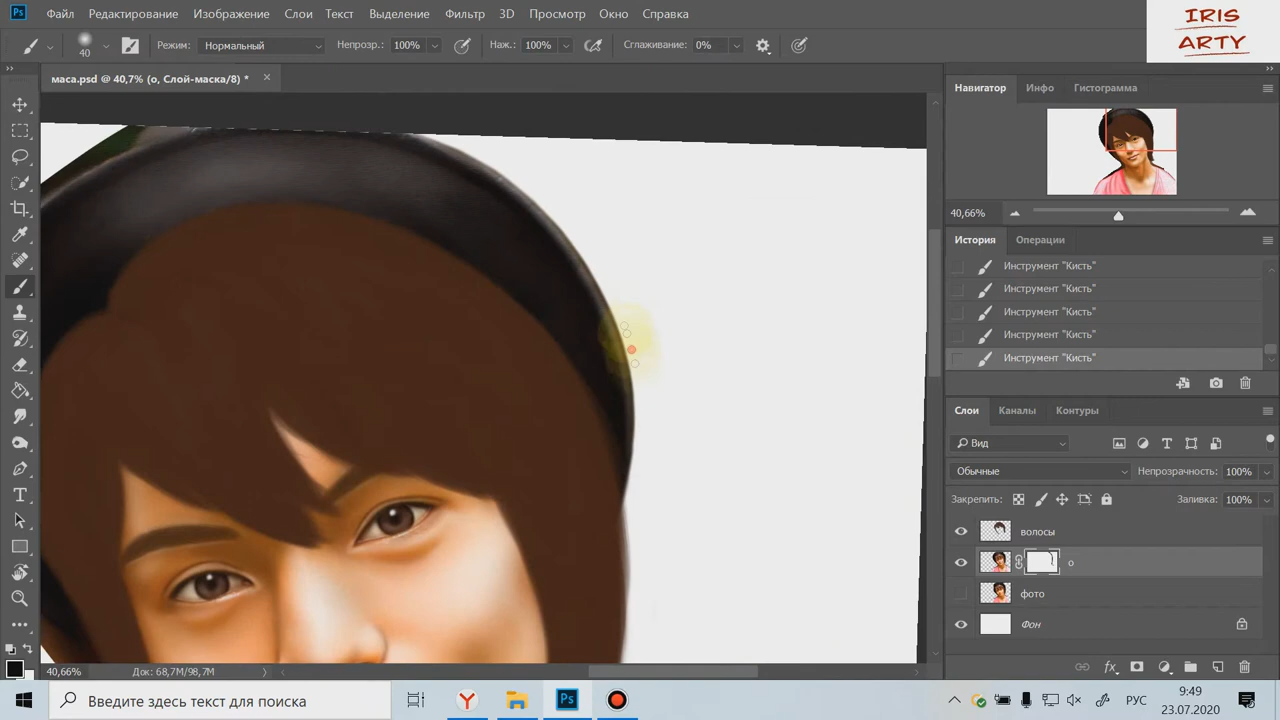 Ps Файл Редактирование Изображение Слои Текст Выделение Фильтр 3D Просмотр Окно Справка
IRIS
ARTY
40 Режим: Нормальный Непрозр.: 100% Наж.: 100% Сглаживание: 0%
маса.psd @ 40,7% (о, Слой-маска/8) *
Навигатор Инфо Гистограмма
40,66%
История Операции
Инструмент "Кисть"
Инструмент "Кисть"
Инструмент "Кисть"
Инструмент "Кисть"
Инструмент "Кисть"
Слои Каналы Контуры
Вид
Обычные Непрозрачность: 100%
Закрепить: Заливка: 100%
волосы
о
фото
Фон
40,66% Док: 68,7M/98,7M
Введите здесь текст для поиска
Ps
РУС
9:49
23.07.2020